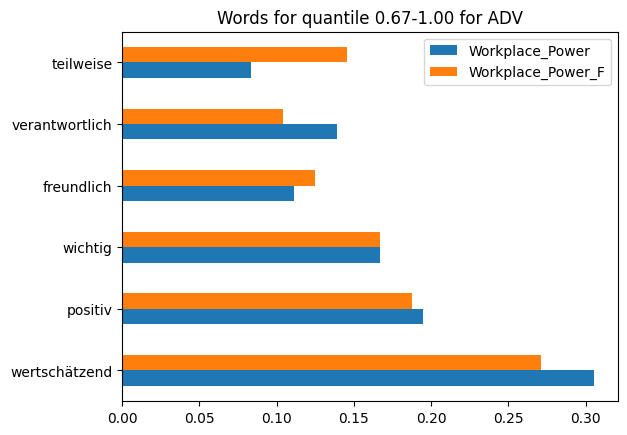 Words for quantile 0.67-1.00 for ADV
Workplace_Power
Workplace_Power_F
teilweise
verantwortlich
freundlich
wichtig
positiv
wertschätzend
0.00 0.05 0.10 0.15 0.20 0.25 0.30